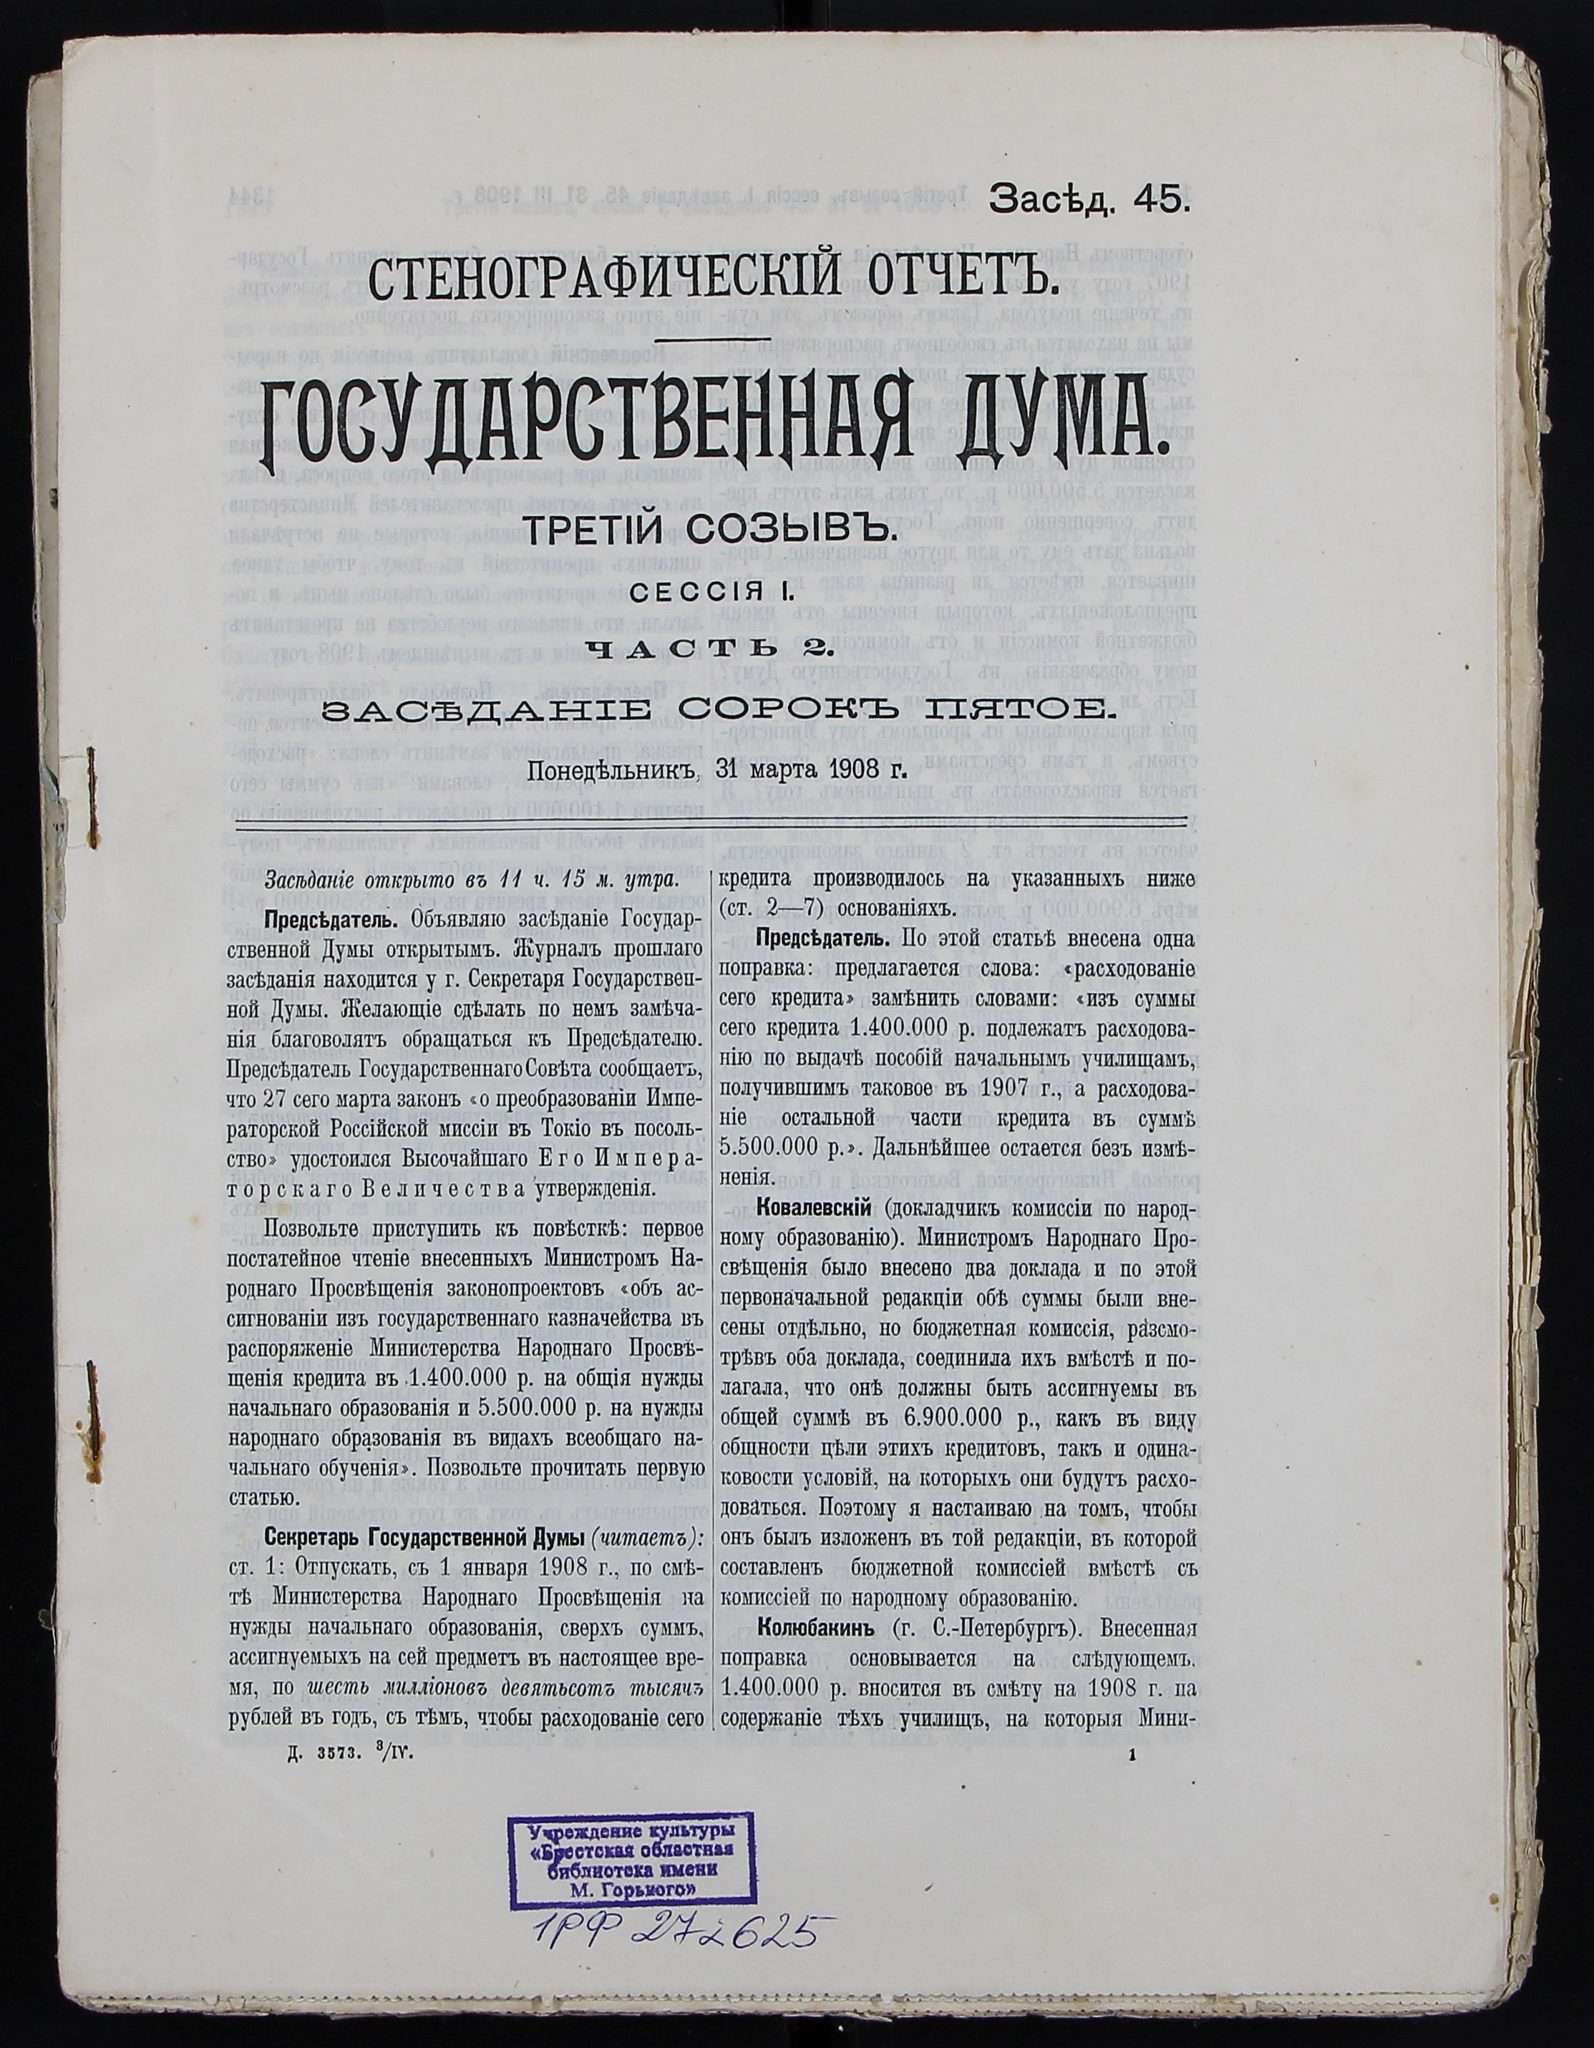 Засѣд. 45.
СТЕНОГРАФИЧЕСКІЙ ОТЧЕТЪ.
ГОСУДАРСТВЕННАЯ ДУМА.
ТРЕТІЙ СОЗЫВЪ.
СЕССІЯ I.
ЧАСТЬ 2.
ЗАСѢДАНІЕ СОРОКЪ ПЯТОЕ.
Понедѣльникъ, 31 марта 1908 г.
Засѣданіе открыто въ 11 ч. 15 м. утра.
Предсѣдатель. Объявляю засѣданіе Государ-
ственной Думы открытымъ. Журналъ прошлаго
засѣданія находится у г. Секретаря Государствен-
ной Думы. Желающіе сдѣлать по немъ замѣча-
нія благоволятъ обращаться къ Предсѣдателю.
Предсѣдатель Государственнаго Совѣта сообщаетъ,
что 27 сего марта законъ «о преобразованіи Импе-
раторской Россійской миссіи въ Токіо въ посоль-
ство» удостоился Высочайшаго Его Импера-
торскаго Величества утвержденія.
Позвольте приступить къ повѣсткѣ: первое
постатейное чтеніе внесенныхъ Министромъ На-
роднаго Просвѣщенія законопроектовъ «объ ас-
сигнованіи изъ государственнаго казначейства въ
распоряженіе Министерства Народнаго Просвѣ-
щенія кредита въ 1.400.000 р. на общія нужды
начальнаго образованія и 5.500.000 р. на нужды
народнаго образованія въ видахъ всеобщаго на-
чальнаго обученія». Позвольте прочитать первую
статью.
Секретарь Государственной Думы (читаетъ):
ст. 1: Отпускать, съ 1 января 1908 г., по смѣ-
тѣ Министерства Народнаго Просвѣщенія на
нужды начальнаго образованія, сверхъ суммъ,
ассигнуемыхъ на сей предметъ въ настоящее вре-
мя, по шесть милліоновъ девятьсотъ тысячъ
рублей въ годъ, съ тѣмъ, чтобы расходованіе сего
кредита производилось на указанныхъ ниже
(ст. 2—7) основаніяхъ.
Предсѣдатель. По этой статьѣ внесена одна
поправка: предлагается слова: «расходованіе
сего кредита» замѣнить словами: «изъ суммы
сего кредита 1.400.000 р. подлежатъ расходова-
нію по выдачѣ пособій начальнымъ училищамъ,
получившимъ таковое въ 1907 г., а расходова-
ніе остальной части кредита въ суммѣ
5.500.000 р.». Дальнѣйшее остается безъ измѣ-
ненія.
Ковалевскій (докладчикъ комиссіи по народ-
ному образованію). Министромъ Народнаго Про-
свѣщенія было внесено два доклада и по этой
первоначальной редакціи обѣ суммы были вне-
сены отдѣльно, но бюджетная комиссія, разсмо-
трѣвъ оба доклада, соединила ихъ вмѣстѣ и по-
лагала, что онѣ должны быть ассигнуемы въ
общей суммѣ въ 6.900.000 р., какъ въ виду
общности цѣли этихъ кредитовъ, такъ и одина-
ковости условій, на которыхъ они будутъ расхо-
доваться. Поэтому я настаиваю на томъ, чтобы
онъ былъ изложенъ въ той редакціи, въ которой
составленъ бюджетной комиссіей вмѣстѣ съ
комиссіей по народному образованію.
Колюбакинъ (г. С.-Петербургъ). Внесенная
поправка основывается на слѣдующемъ.
1.400.000 р. вносится въ смѣту на 1908 г. на
содержаніе тѣхъ училищъ, на которыя Мини-
Д. 3573. 3/IV.
1
Учреждение культуры
«Брестская областная
библиотека имени
М. Горького»
1РФ 272625